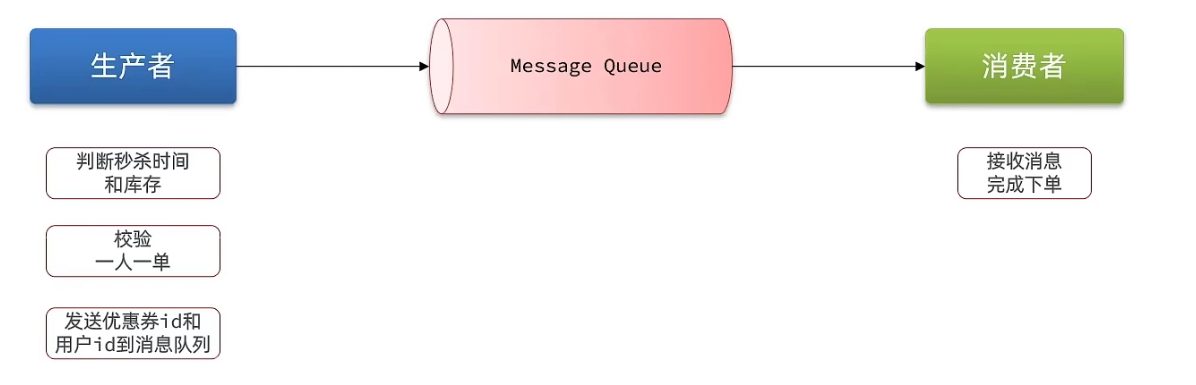 生产者
Message Queue
消费者
判断秒杀时间
和库存
校验
一人一单
发送优惠券id和
用户id到消息队列
接收消息
完成下单